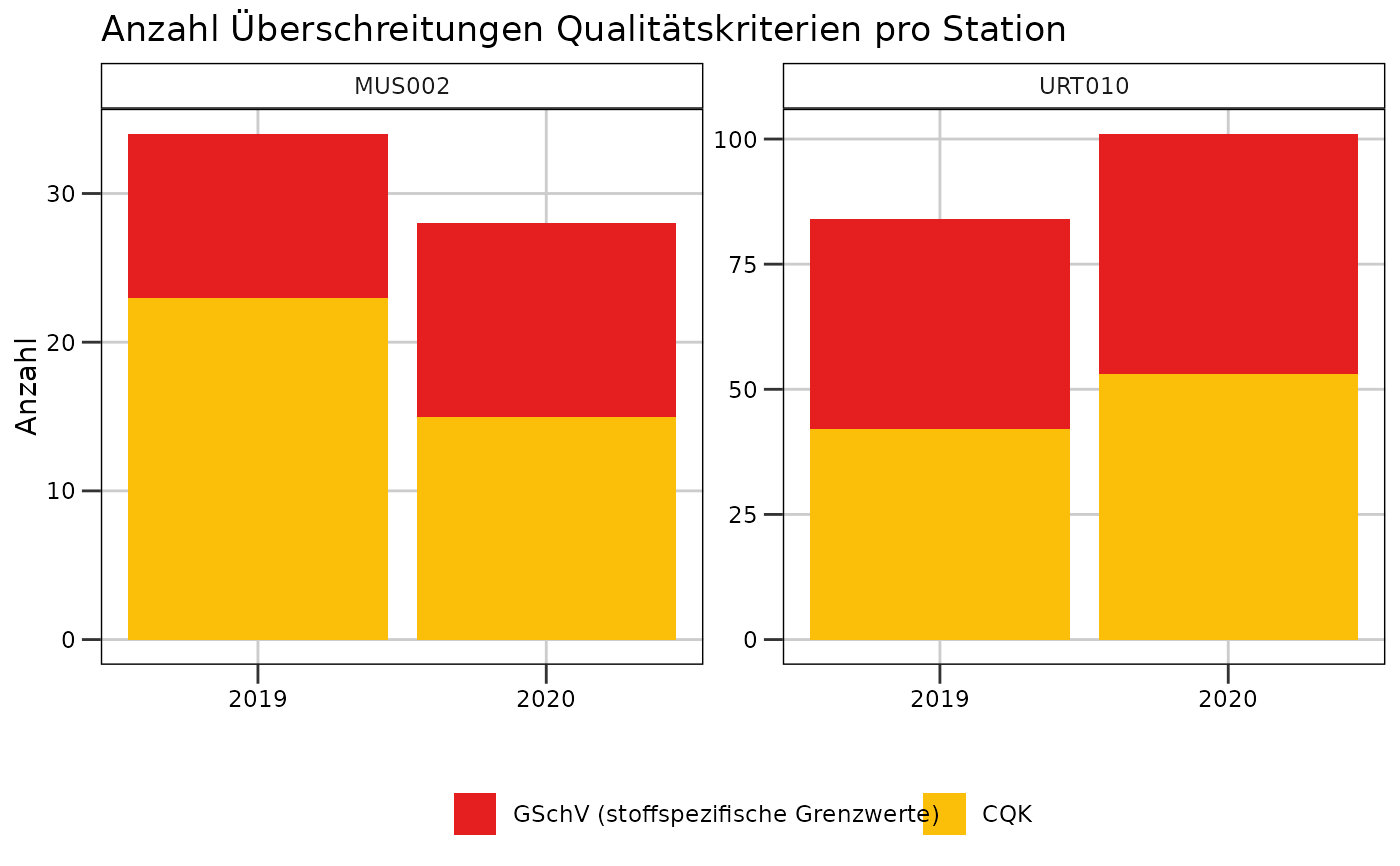 Anzahl Überschreitungen Qualitätskriterien pro Station
MUS002
URT010
Anzahl
30
20
10
0
100
75
50
25
0
2019
2020
2019
2020
GSchV (stoffspezifische Grenzwerte)
CQK